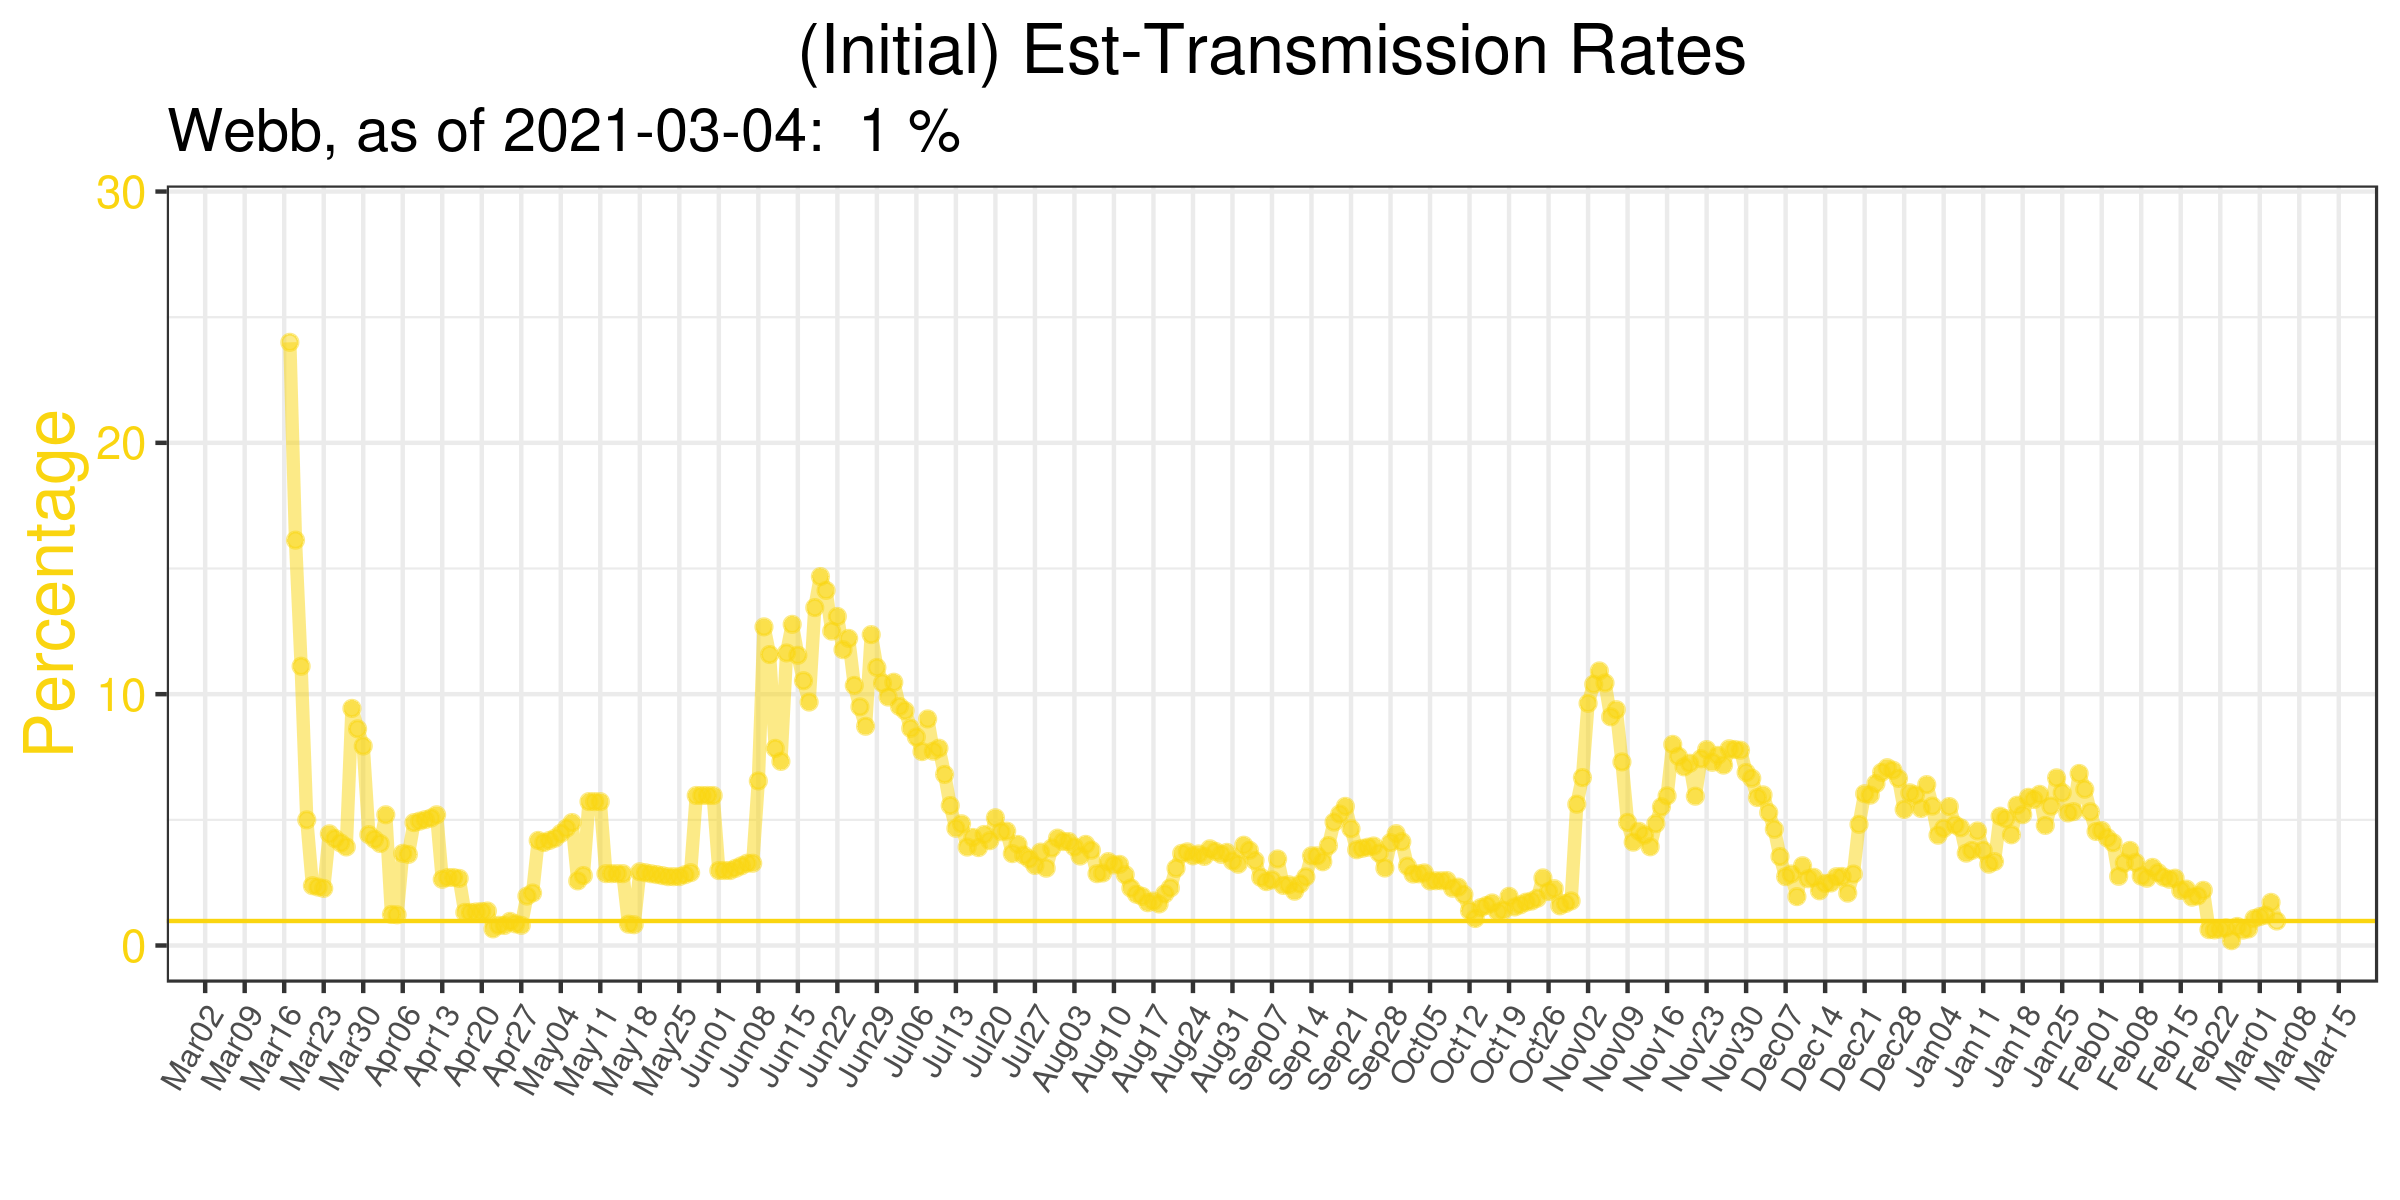 (Initial) Est-Transmission Rates
Webb, as of 2021-03-04:  1 %
Percentage
30
20
10
0
Mar02
Mar09
Mar16
Mar23
Mar30
Apr06
Apr13
Apr20
Apr27
May04
May11
May18
May25
Jun01
Jun08
Jun15
Jun22
Jun29
Jul06
Jul13
Jul20
Jul27
Aug03
Aug10
Aug17
Aug24
Aug31
Sep07
Sep14
Sep21
Sep28
Oct05
Oct12
Oct19
Oct26
Nov02
Nov09
Nov16
Nov23
Nov30
Dec07
Dec14
Dec21
Dec28
Jan04
Jan11
Jan18
Jan25
Feb01
Feb08
Feb15
Feb22
Mar01
Mar08
Mar15